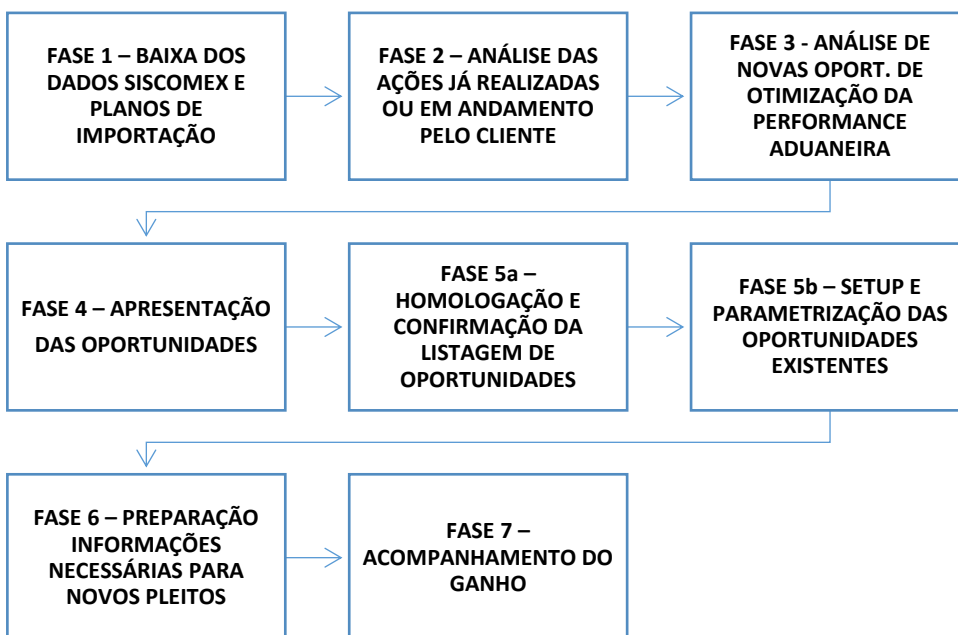 FASE 1 – BAIXA DOS
DADOS SISCOMEX E
PLANOS DE
IMPORTAÇÃO
FASE 2 – ANÁLISE DAS
AÇÕES JÁ REALIZADAS
OU EM ANDAMENTO
PELO CLIENTE
FASE 3 - ANÁLISE DE
NOVAS OPORT. DE
OTIMIZAÇÃO DA
PERFORMANCE
ADUANEIRA
FASE 4 – APRESENTAÇÃO
DAS OPORTUNIDADES
FASE 5a –
HOMOLOGAÇÃO E
CONFIRMAÇÃO DA
LISTAGEM DE
OPORTUNIDADES
FASE 5b – SETUP E
PARAMETRIZAÇÃO DAS
OPORTUNIDADES
EXISTENTES
FASE 6 – PREPARAÇÃO
INFORMAÇÕES
NECESSÁRIAS PARA
NOVOS PLEITOS
FASE 7 –
ACOMPANHAMENTO DO
GANHO